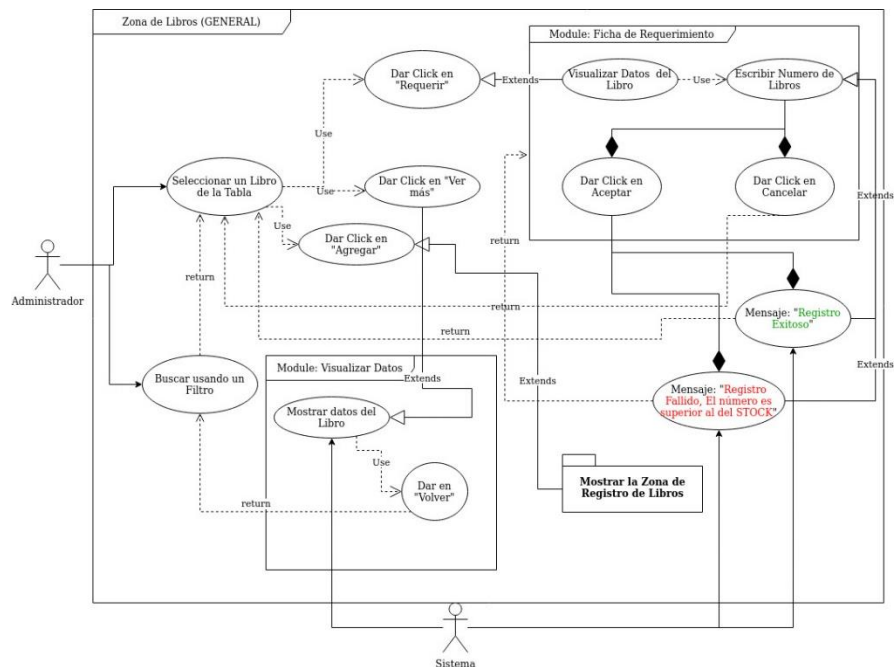 Zona de Libros (GENERAL)
Module: Ficha de Requerimiento
Dar Click en
"Requerir"
Extends
Visualizar Datos del
Libro
Use
Escribir Numero de
Libros
Use
Seleccionar un Libro
de la Tabla
Use
Dar Click en "Ver
más"
Dar Click en
Aceptar
Dar Click en
Cancelar
Extends
Use
Dar Click en
"Agregar"
return
Administrador
return
return
Mensaje: "Registro
Exitoso"
return
Module: Visualizar Datos
Extends
Extends
Extends
Buscar usando un
Filtro
Mensaje: "Registro
Fallido, El número es
superior al del STOCK"
Mostrar datos del
Libro
Use
Dar en
"Volver"
return
Mostrar la Zona de
Registro de Libros
Sistema